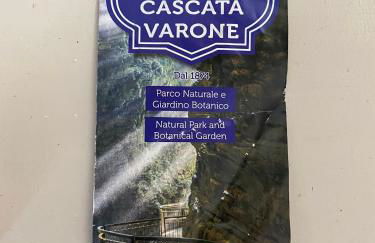 CASCATA
VARONE
Dal 1874
Parco Naturale e
Giardino Botanico
Natural Park and
Botanical Garden